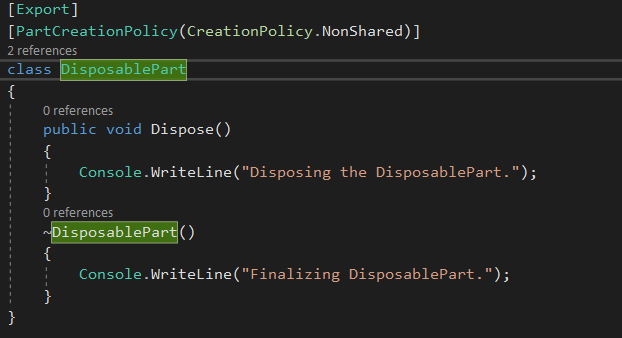 [Export]
[PartCreationPolicy(CreationPolicy.NonShared)]
2 references
class DisposablePart
{
0 references
public void Dispose()
{
Console.WriteLine("Disposing the DisposablePart.");
}
0 references
~DisposablePart()
{
Console.WriteLine("Finalizing DisposablePart.");
}
}